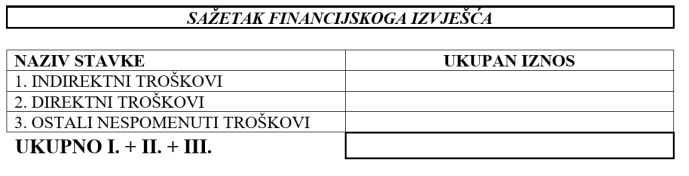 SAŽETAK FINANCIJSKOGA IZVJEŠĆA
NAZIV STAVKE UKUPAN IZNOS
1. INDIREKTNI TROŠKOVI
2. DIREKTNI TROŠKOVI
3. OSTALI NESPOMENUTI TROŠKOVI
UKUPNO I. + II. + III.